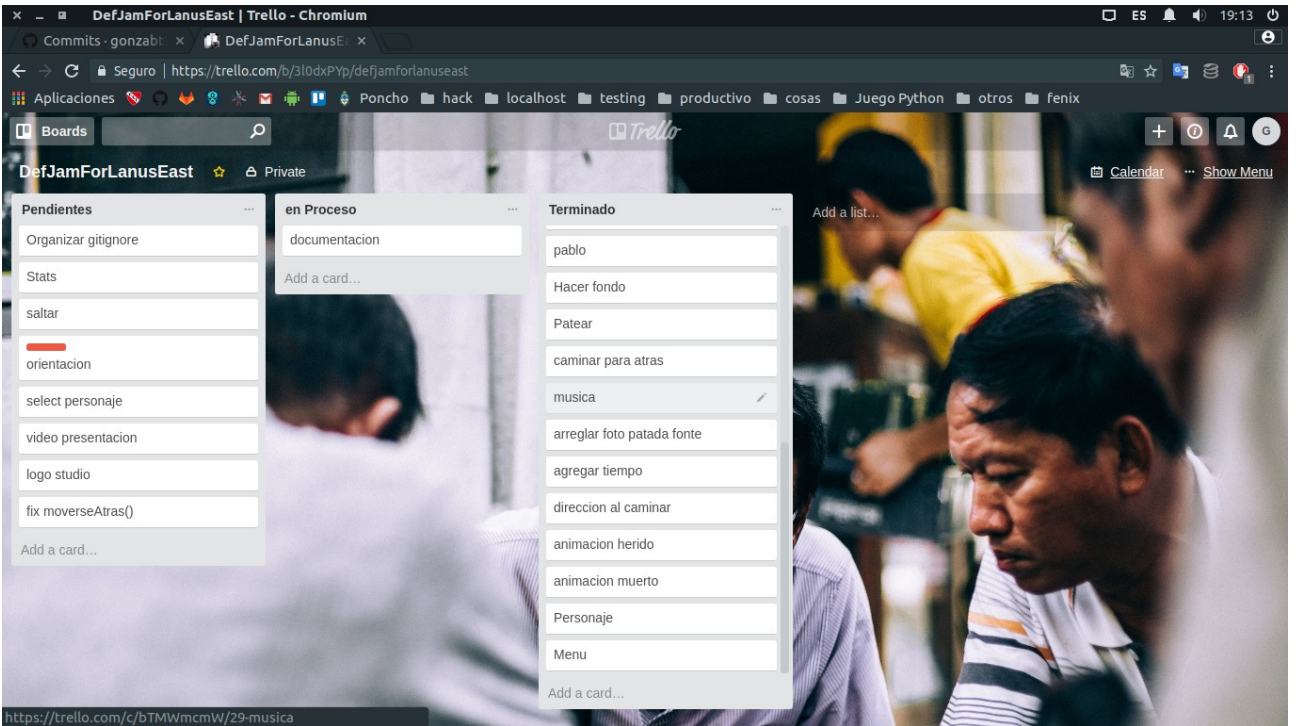 DefJamForLanusEast | Trello - Chromium
ES
19:13
Commits · gonzabt
DefJamForLanusEa
Seguro | https://trello.com/b/3l0dxPYp/defjamforlanuseast
1
Aplicaciones
Poncho
hack
localhost
testing
productivo
cosas
Juego Python
otros
fenix
Boards
Trello
G
DefJamForLanusEast
Private
Calendar
Show Menu
Pendientes
Organizar gitignore
Stats
saltar
orientacion
select personaje
video presentacion
logo studio
fix moverseAtras()
Add a card…
en Proceso
documentacion
Add a card…
Terminado
pablo
Hacer fondo
Patear
caminar para atras
musica
arreglar foto patada fonte
agregar tiempo
direccion al caminar
animacion herido
animacion muerto
Personaje
Menu
Add a card…
Add a list…
https://trello.com/c/bTMWmcmW/29-musica